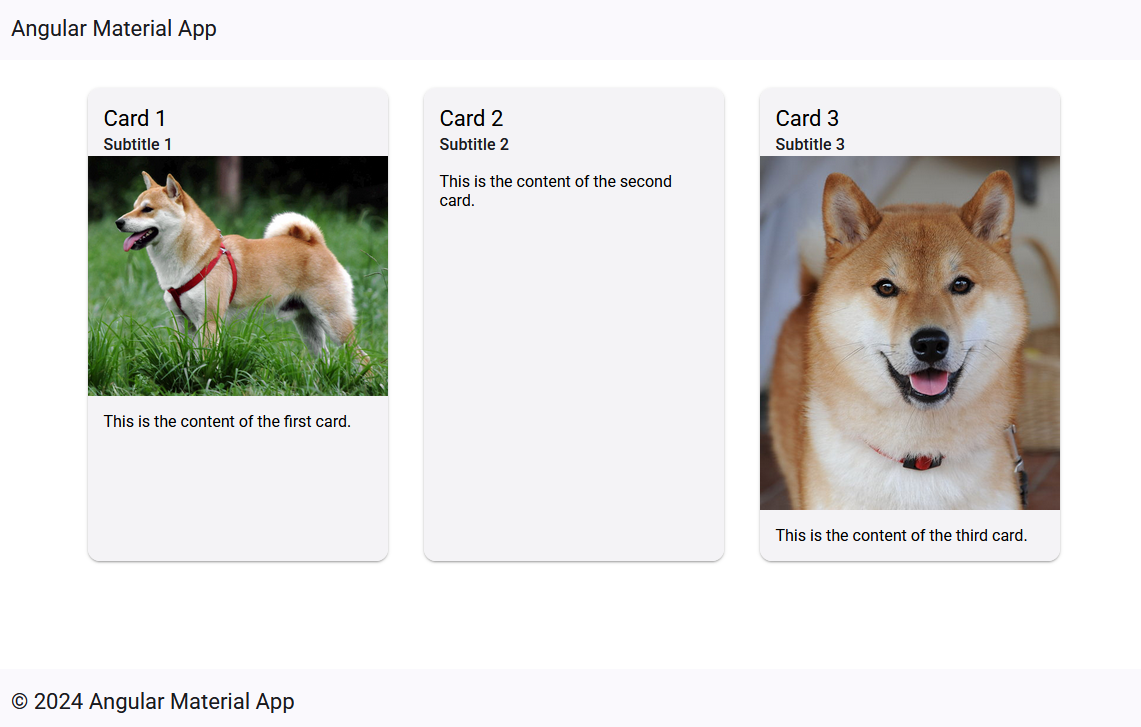 Angular Material App
Card 1
Subtitle 1
This is the content of the first card.
Card 2
Subtitle 2
This is the content of the second
card.
Card 3
Subtitle 3
This is the content of the third card.
© 2024 Angular Material App